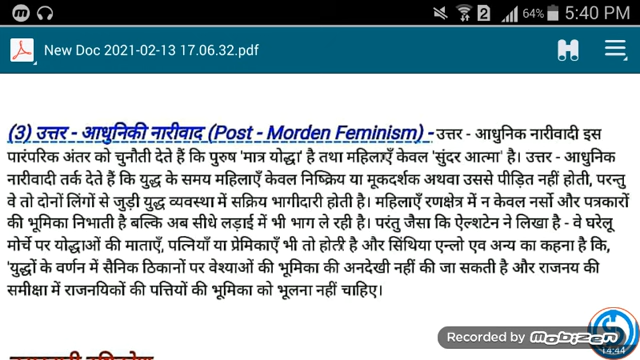 2 64% 5:40 PM
New Doc 2021-02-13 17.06.32.pdf
(3) उत्तर - आधुनिकी नारीवाद (Post - Morden Feminism) - उत्तर - आधुनिक नारीवादी इस
पारंपरिक अंतर को चुनौती देते हैं कि पुरुष 'मात्र योद्धा' है तथा महिलाएँ केवल 'सुंदर आत्मा' है। उत्तर - आधुनिक
नारीवादी तर्क देते हैं कि युद्ध के समय महिलाएँ केवल निष्क्रिय या मूकदर्शक अथवा उससे पीड़ित नहीं होती, परन्तु
वे तो दोनों लिंगों से जुड़ी युद्ध व्यवस्था में सक्रिय भागीदारी होती है। महिलाएँ रणक्षेत्र में न केवल नर्सो और पत्रकारों
की भूमिका निभाती है बल्कि अब सीधे लड़ाई में भी भाग ले रही है। परंतु जैसा कि ऐल्शटेन ने लिखा है - वे घरेलू
मोर्चे पर योद्धाओं की माताएँ, पत्नियाँ या प्रेमिकाएँ भी तो होती है और सिंथिया एन्लो एव अन्य का कहना है कि,
'युद्धों के वर्णन में सैनिक ठिकानों पर वेश्याओं की भूमिका की अनदेखी नहीं की जा सकती है और राजनय की
समीक्षा में राजनयिकों की पत्तियों की भूमिका को भूलना नहीं चाहिए।
Recorded by Mobizen
14:44